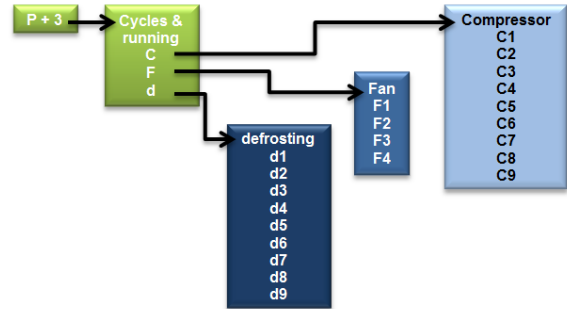 P + 3
Cycles &
running
C
F
d
Compressor
C1
C2
C3
C4
C5
C6
C7
C8
C9
Fan
F1
F2
F3
F4
defrosting
d1
d2
d3
d4
d5
d6
d7
d8
d9